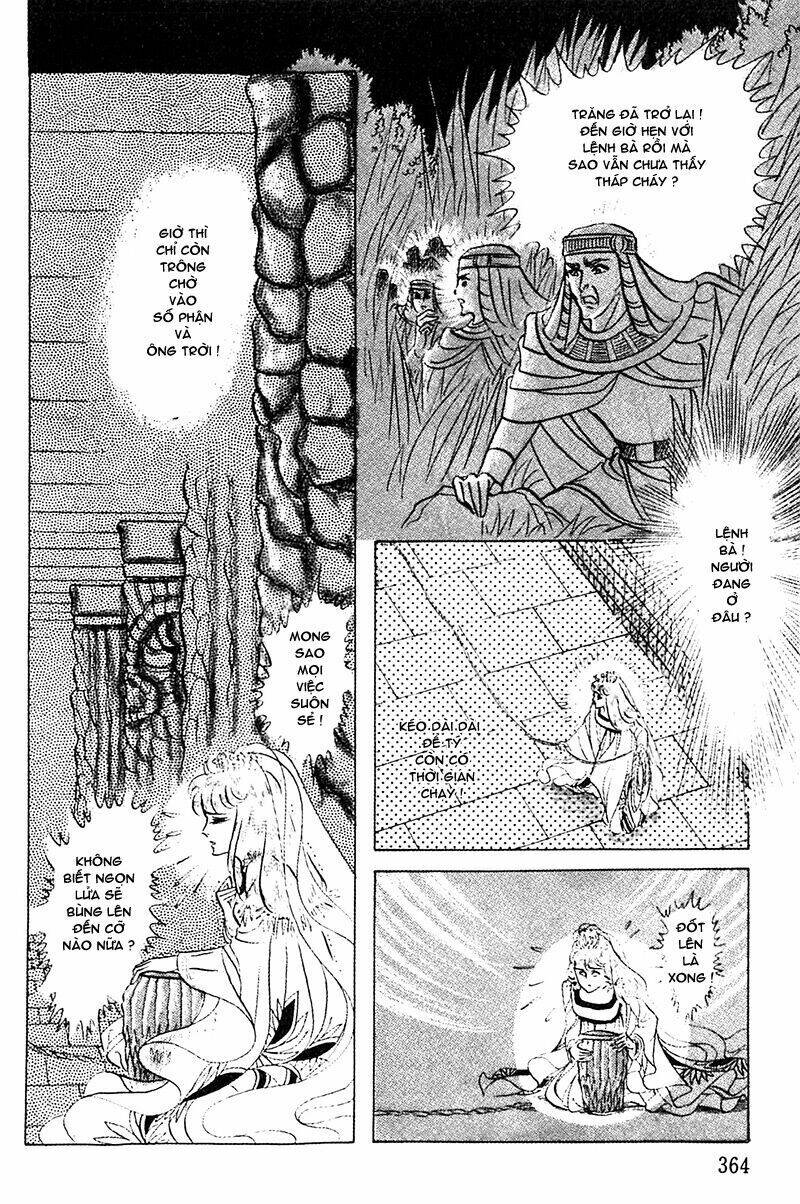 TRĂNG ĐÃ TRỞ LẠI !
ĐẾN GIỜ HẸN VỚI
LỆNH BÀ RỒI MÀ
SAO VẪN CHƯA THẤY
THÁP CHÁY ?
LỆNH
BÀ !
NGƯỜI
ĐANG
Ở
ĐÂU ?
KÉO DÀI DÀI
ĐỂ TÝ
CÒN CÓ
THỜI GIAN
CHẠY !
ĐỐT
LÊN
LÀ
XONG !
GIỜ THÌ
CHỈ CÒN
TRÔNG
CHỜ
VÀO
SỐ PHẬN
VÀ
ÔNG TRỜI !
MONG
SAO MỌI
VIỆC
SUÔN
SẺ !
KHÔNG
BIẾT NGỌN
LỬA SẼ
BÙNG LÊN
ĐẾN CỠ
NÀO NỮA ?
364